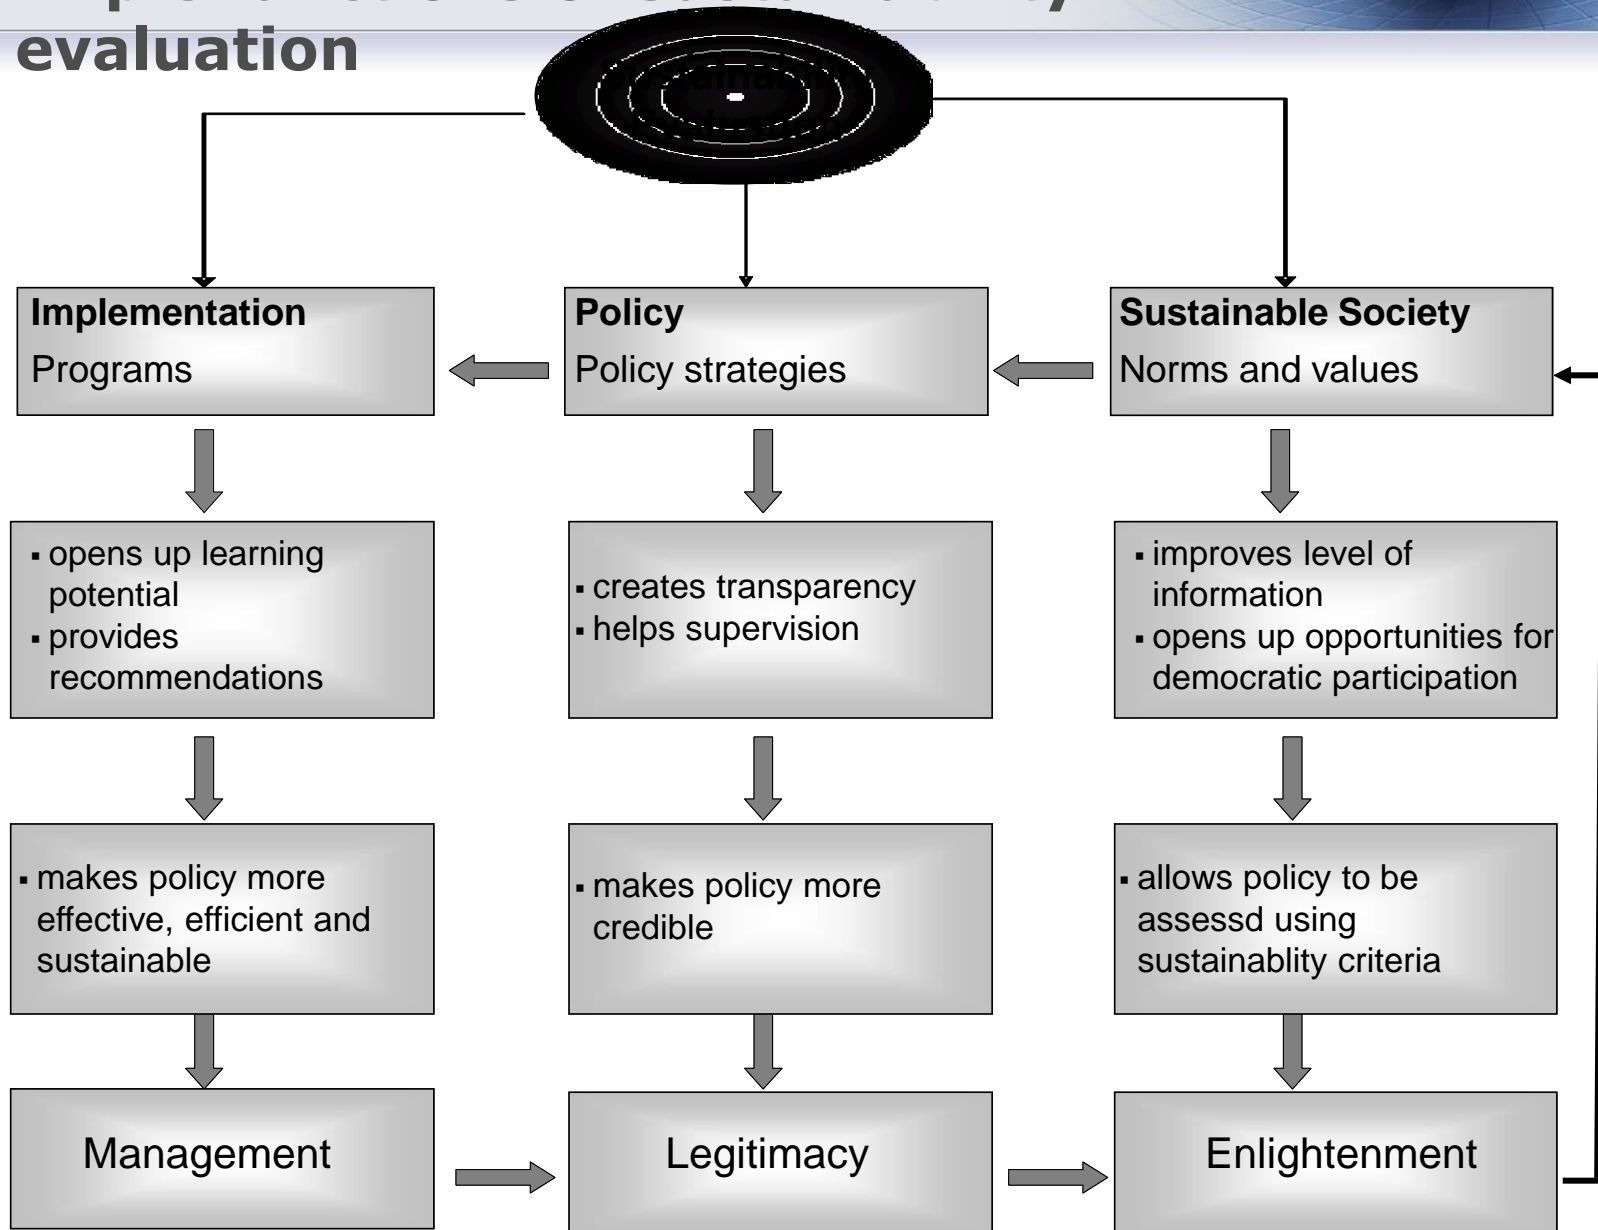 evaluation
Sustainability
Evaluation
Implementation
Programs
Policy
Policy strategies
Sustainable Society
Norms and values
▪ opens up learning
potential
▪ provides
recommendations
▪ creates transparency
▪ helps supervision
▪ improves level of
information
▪ opens up opportunities for
democratic participation
▪ makes policy more
effective, efficient and
sustainable
▪ makes policy more
credible
▪ allows policy to be
assessd using
sustainablity criteria
Management
Legitimacy
Enlightenment